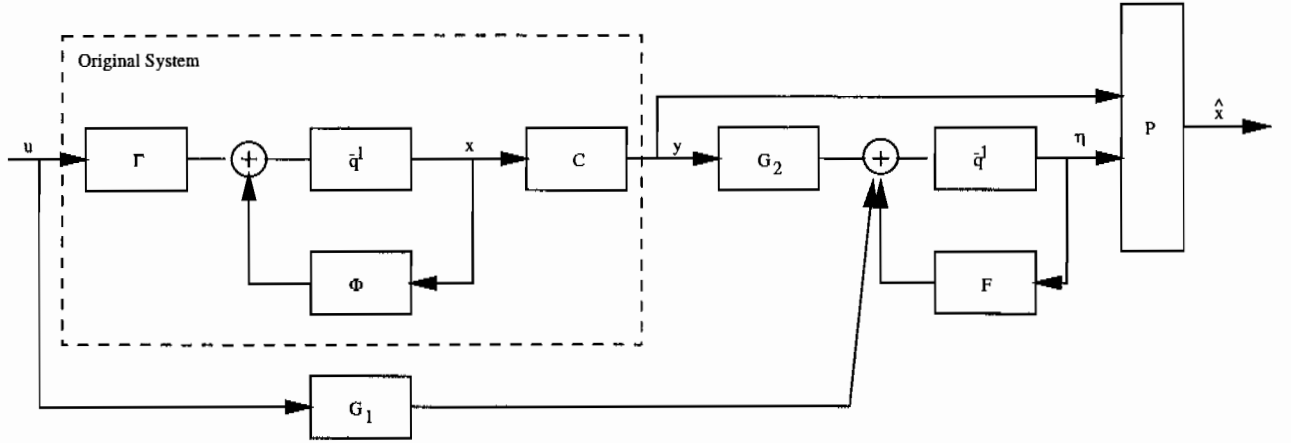 Original System
u
Γ
+
q̄¹
x
C
y
G₂
+
q̄¹
η
P
x̂
Φ
F
G₁